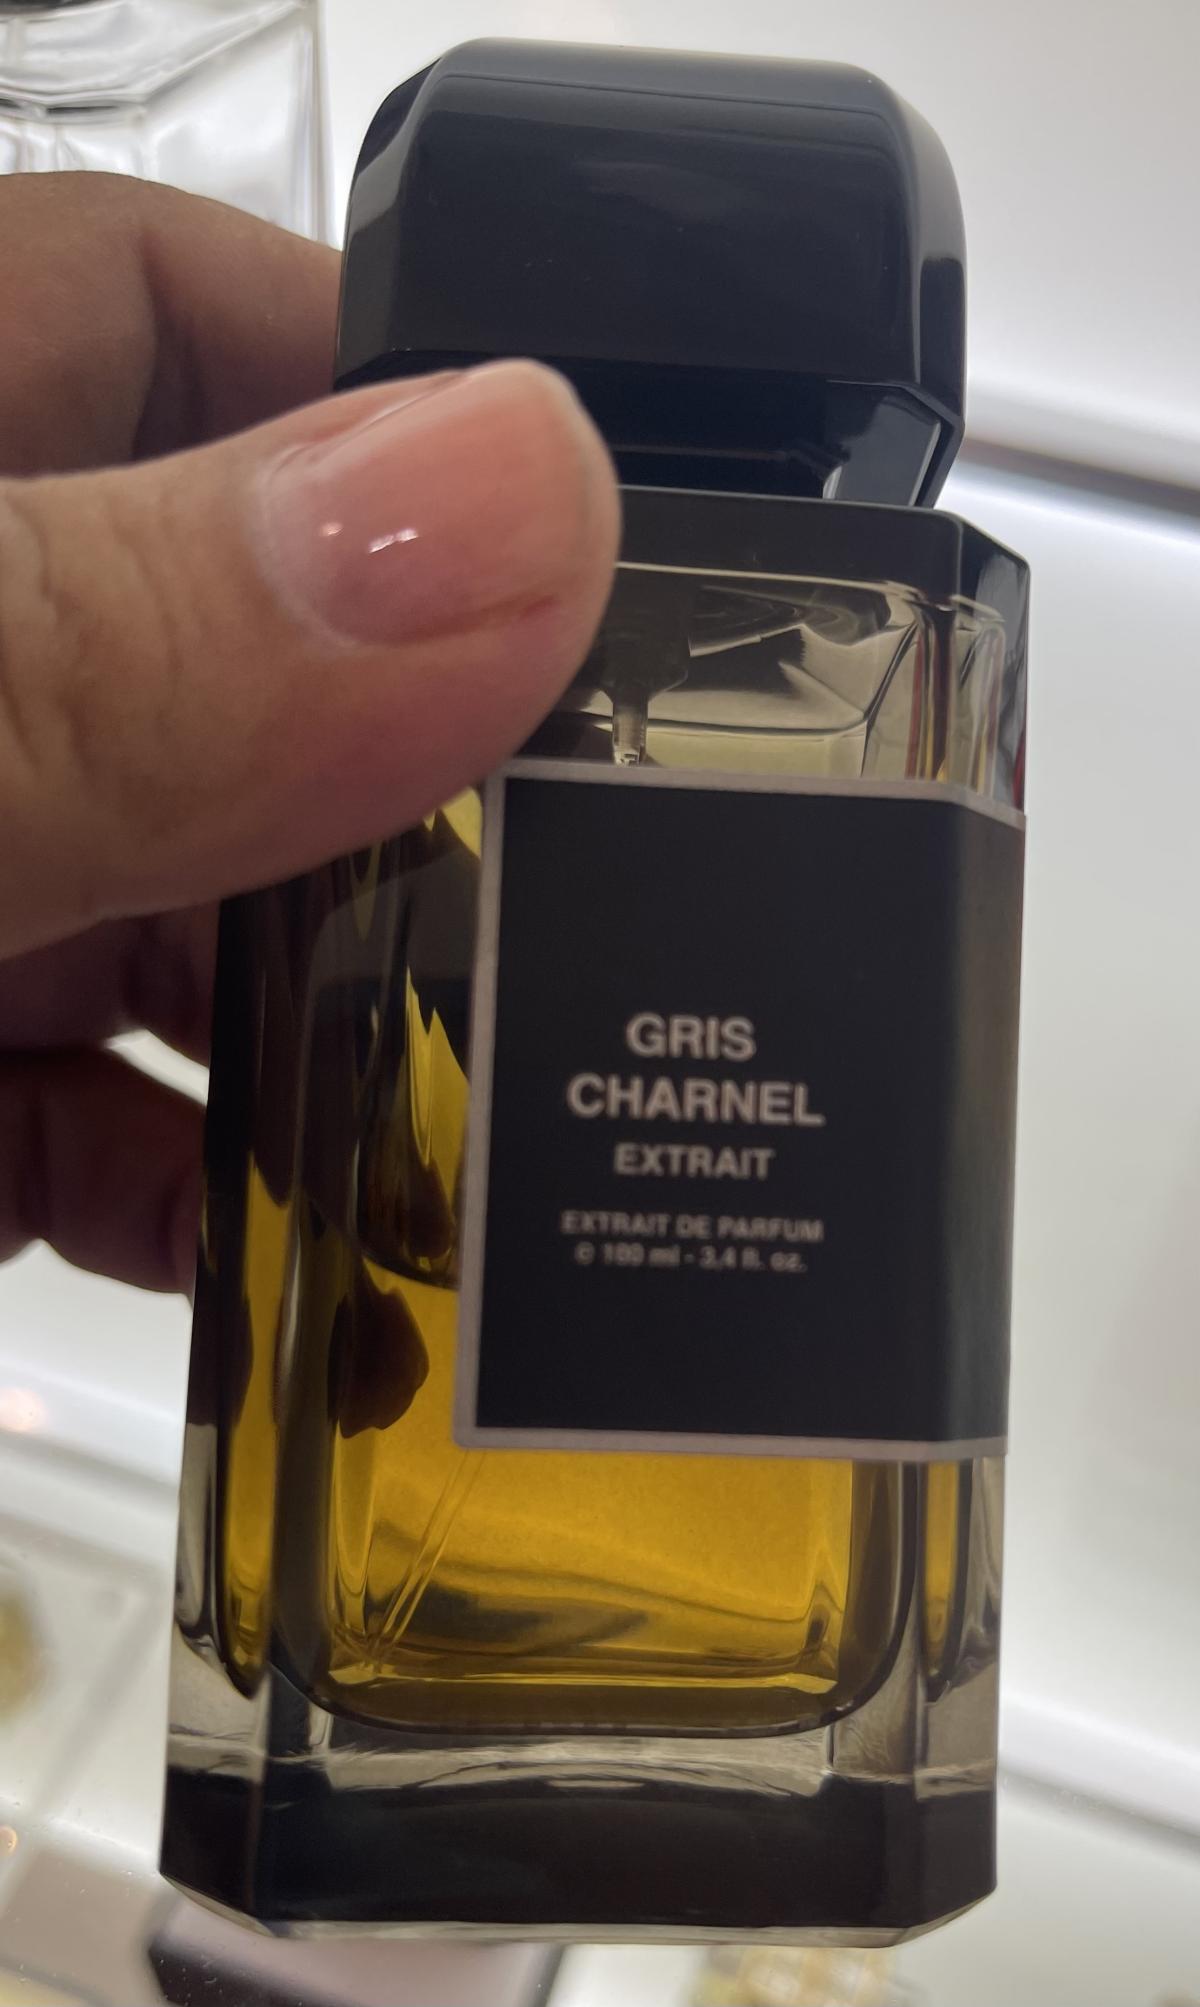 GRIS
CHARNEL
EXTRAIT
EXTRAIT DE PARFUM
℮ 100 ml - 3,4 fl. oz.